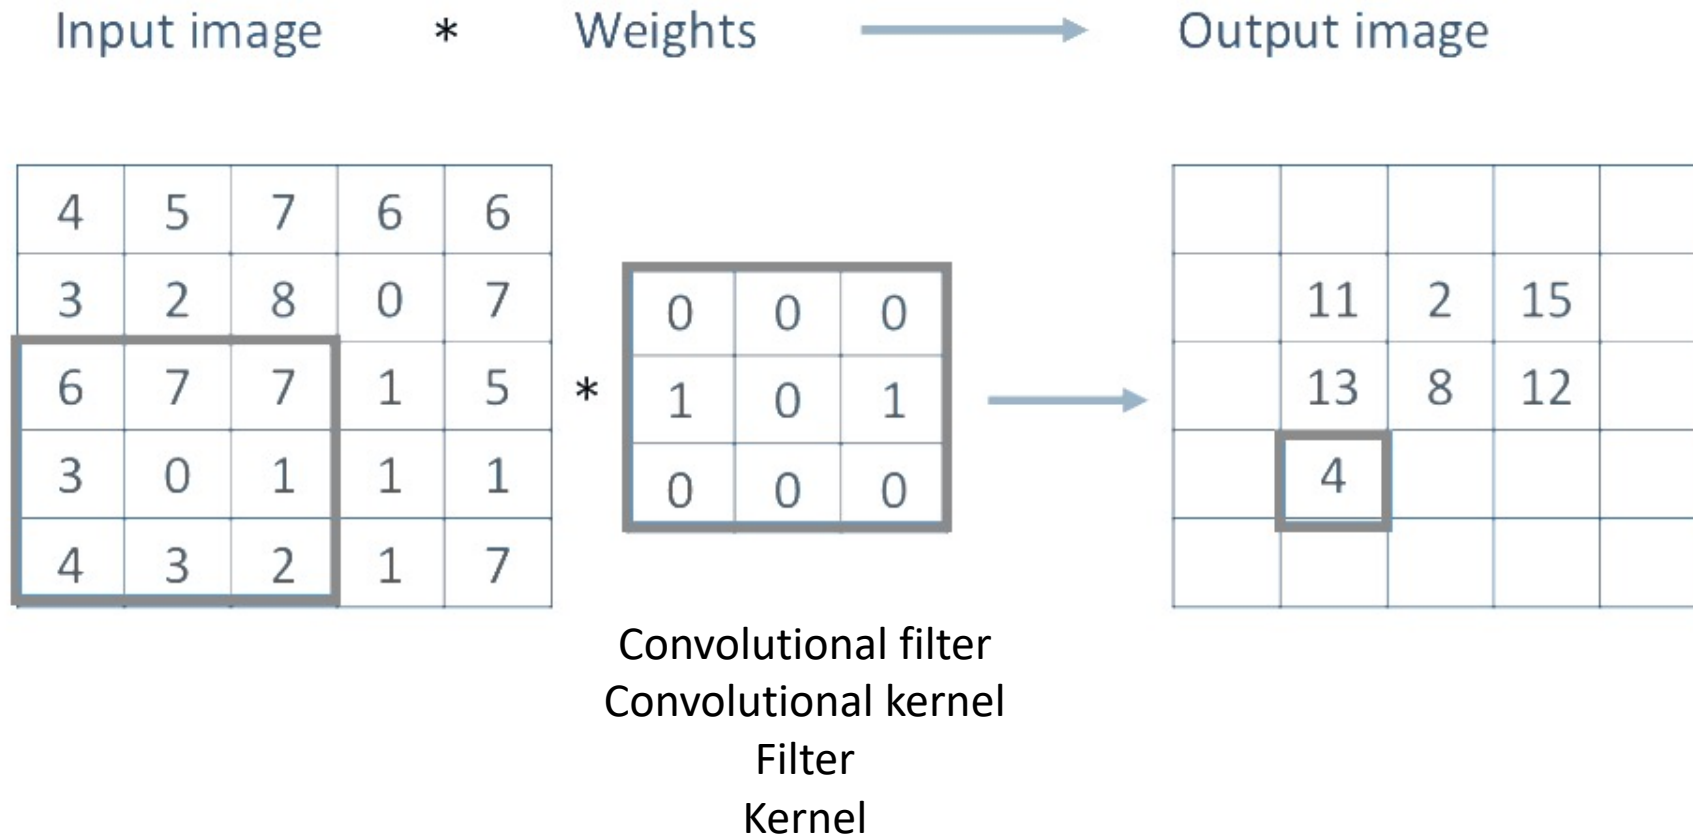 Input image * Weights Output image
4 5 7 6 6
3 2 8 0 7
6 7 7 1 5
3 0 1 1 1
4 3 2 1 7
*
0 0 0
1 0 1
0 0 0
11 2 15
13 8 12
4
Convolutional filter
Convolutional kernel
Filter
Kernel